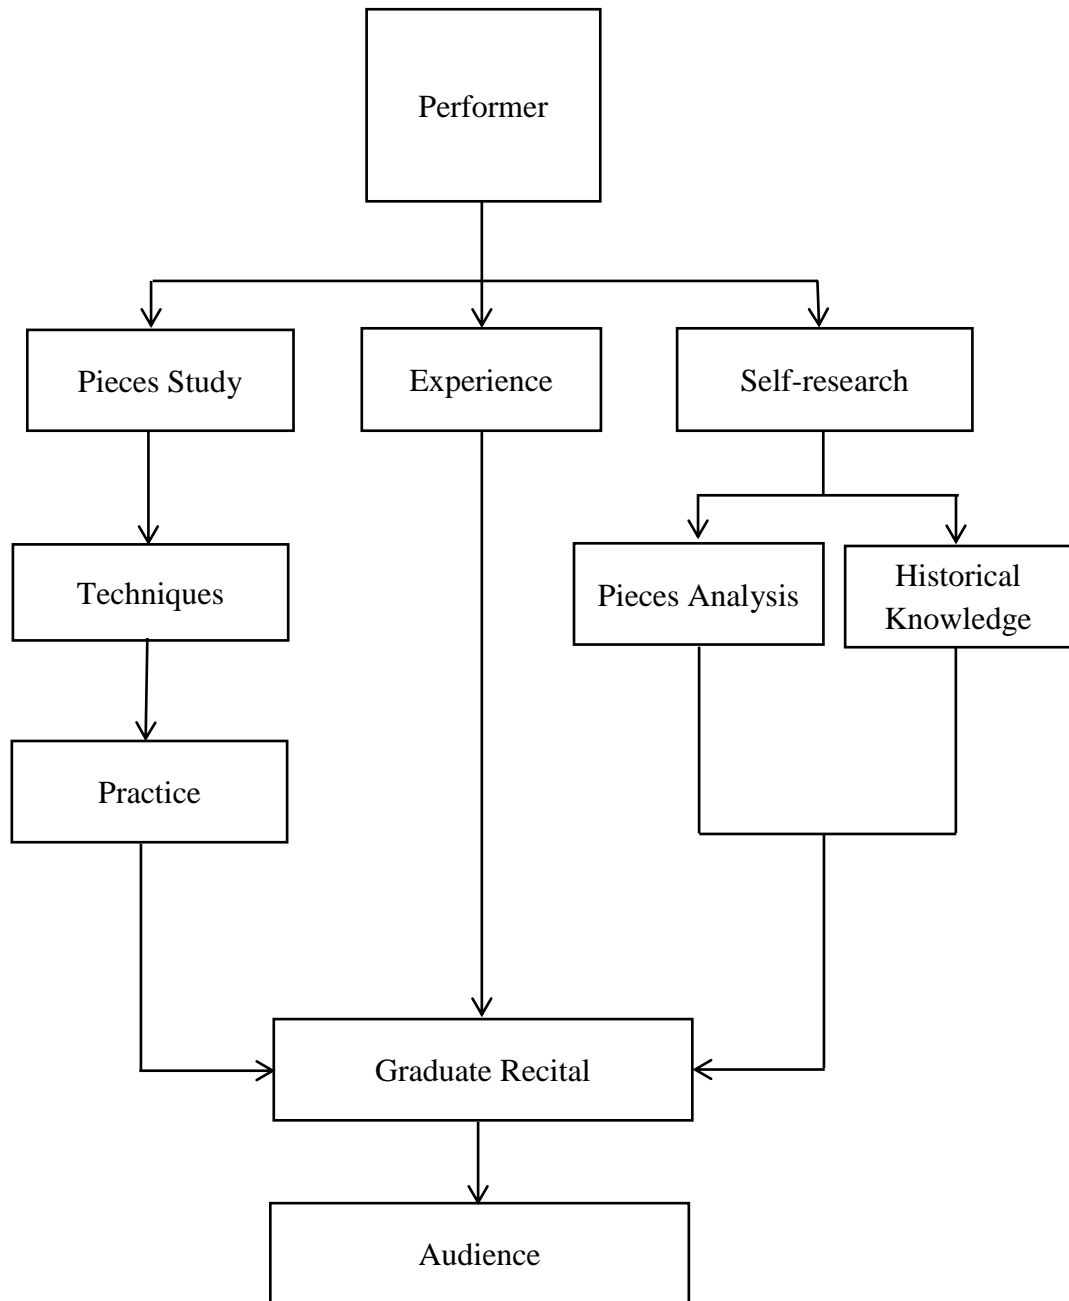 Performer
Pieces Study
Experience
Self-research
Techniques
Pieces Analysis
Historical
Knowledge
Practice
Graduate Recital
Audience